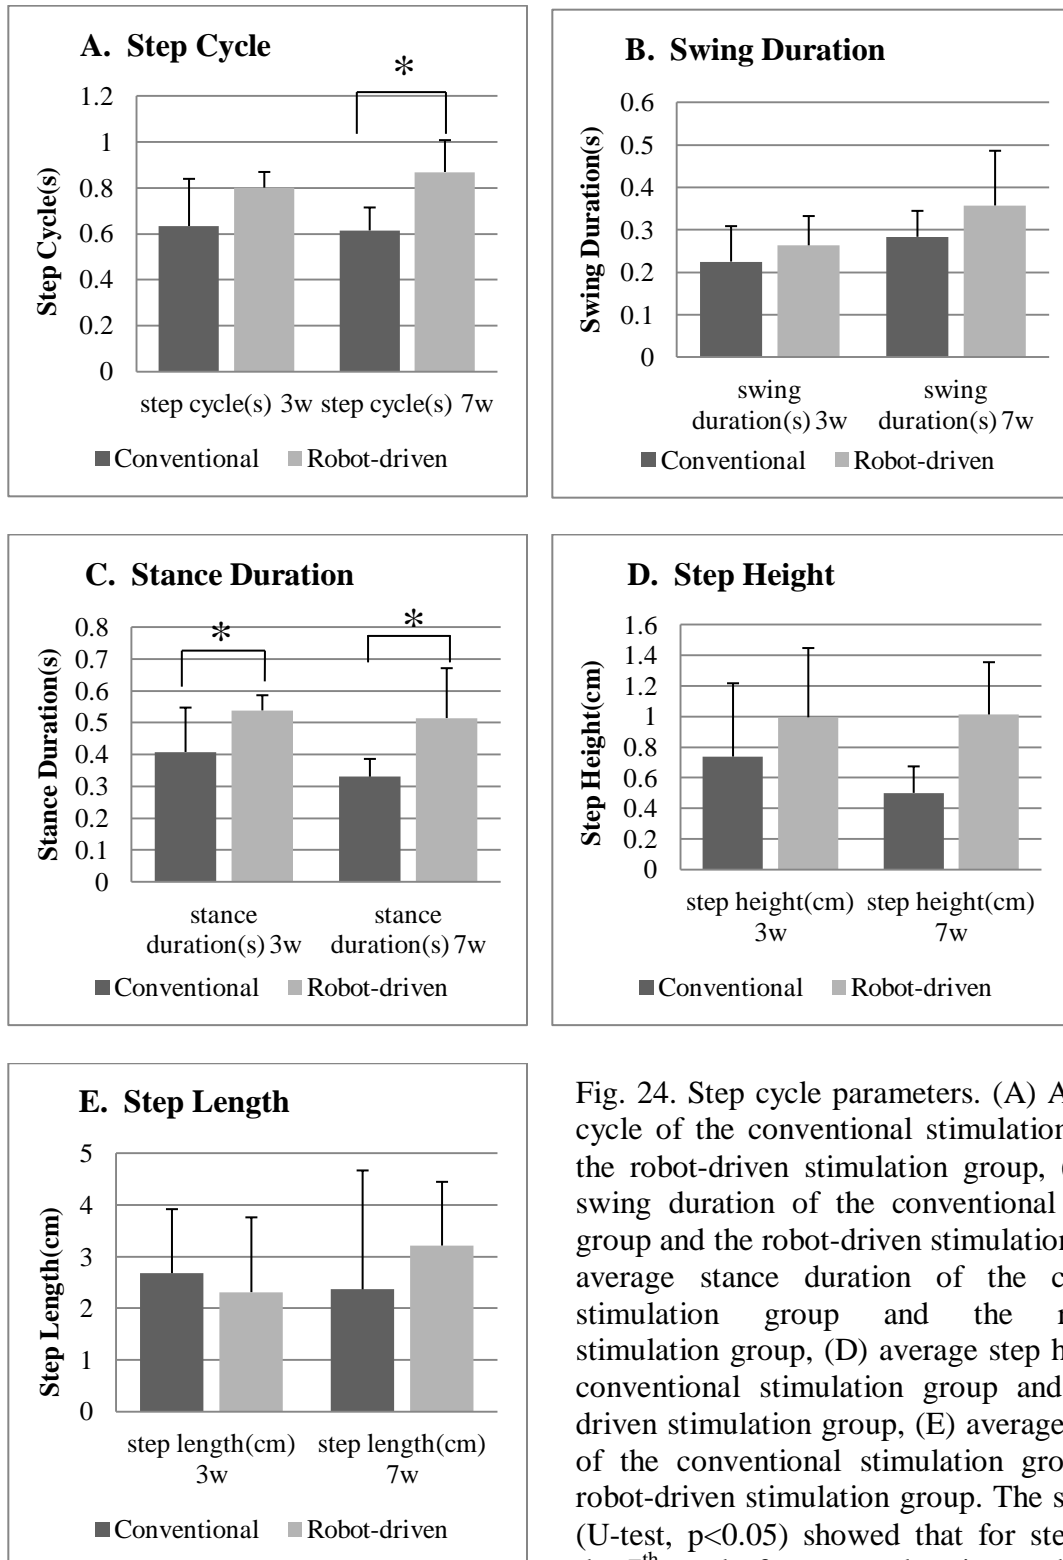 A. Step Cycle
*
1.2
1
0.8
0.6
0.4
0.2
0
Step Cycle(s)
step cycle(s) 3w step cycle(s) 7w
Conventional Robot-driven
B. Swing Duration
0.6
0.5
0.4
0.3
0.2
0.1
0
Swing Duration(s)
swing duration(s) 3w
swing duration(s) 7w
Conventional Robot-driven
C. Stance Duration
* *
0.8
0.7
0.6
0.5
0.4
0.3
0.2
0.1
0
Stance Duration(s)
stance duration(s) 3w
stance duration(s) 7w
Conventional Robot-driven
D. Step Height
1.6
1.4
1.2
1
0.8
0.6
0.4
0.2
0
Step Height(cm)
step height(cm) 3w
step height(cm) 7w
Conventional Robot-driven
E. Step Length
5
4
3
2
1
0
Step Length(cm)
step length(cm) 3w
step length(cm) 7w
Conventional Robot-driven
Fig. 24. Step cycle parameters. (A) A
cycle of the conventional stimulation
the robot-driven stimulation group, (
swing duration of the conventional
group and the robot-driven stimulation
average stance duration of the c
stimulation group and the r
stimulation group, (D) average step h
conventional stimulation group and
driven stimulation group, (E) average
of the conventional stimulation gro
robot-driven stimulation group. The s
(U-test, p<0.05) showed that for ste